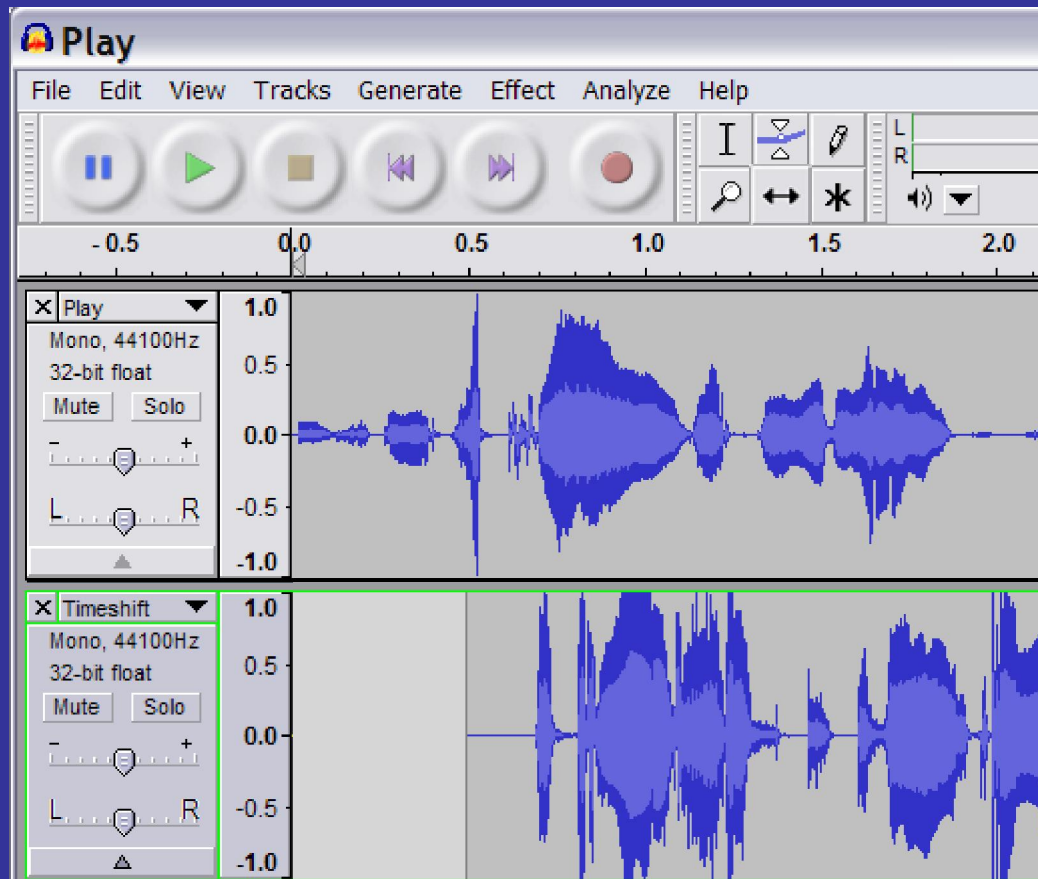 Play
File Edit View Tracks Generate Effect Analyze Help
L
R
- 0.5 0.0 0.5 1.0 1.5 2.0
X Play
Mono, 44100Hz
32-bit float
Mute Solo
- +
L R
1.0
0.5
0.0
-0.5
-1.0
X Timeshift
Mono, 44100Hz
32-bit float
Mute Solo
- +
L R
1.0
0.5
0.0
-0.5
-1.0